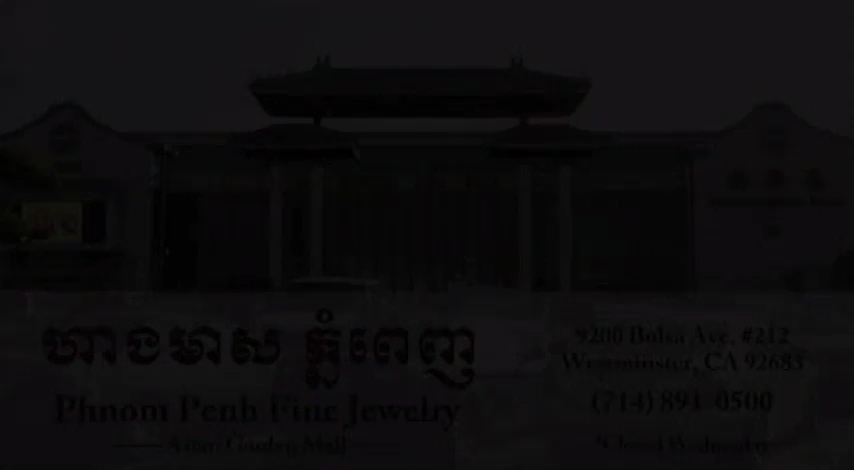 ហាងមាស ភ្នំពេញ
Phnom Penh Fine Jewelry
Asian Garden Mall
9200 Bolsa Ave. #212
Westminster, CA 92683
(714) 891-0500
*Closed Wednesday